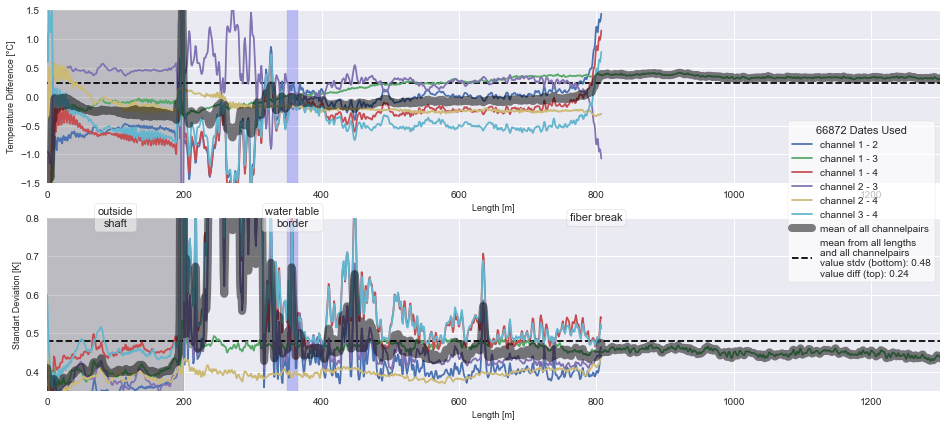 1.5
1.0
0.5
0.0
−0.5
−1.0
−1.5
Temperature Difference [°C]
0
200
400
600
800
1000
1200
Length [m]
66872 Dates Used
channel 1 - 2
channel 1 - 3
channel 1 - 4
channel 2 - 3
channel 2 - 4
channel 3 - 4
mean of all channelpairs
mean from all lengths
and all channelpairs
value stdv (bottom): 0.48
value diff (top): 0.24
outside
shaft
water table
border
fiber break
0.8
0.7
0.6
0.5
0.4
Standart Deviation [K]
0
200
400
600
800
1000
1200
Length [m]